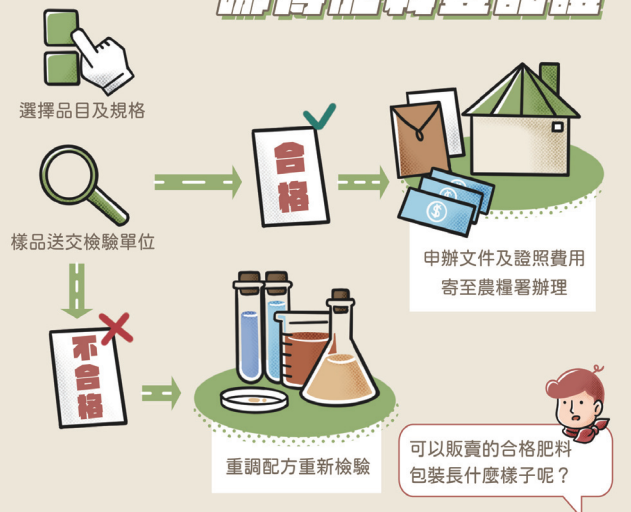 選擇品目及規格
樣品送交檢驗單位
合格
申辦文件及證照費用
寄至農糧署辦理
不合格
重調配方重新檢驗
可以販賣的合格肥料
包裝長什麼樣子呢？